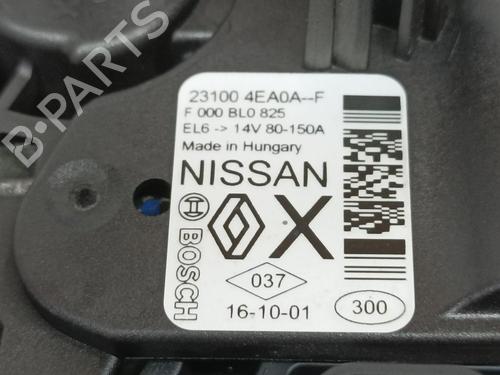 23100 4EA0A--F
F 000 BL0 825
EL6 -> 14V 80-150A
Made in Hungary
NISSAN
BOSCH
X
037
16-10-01
300